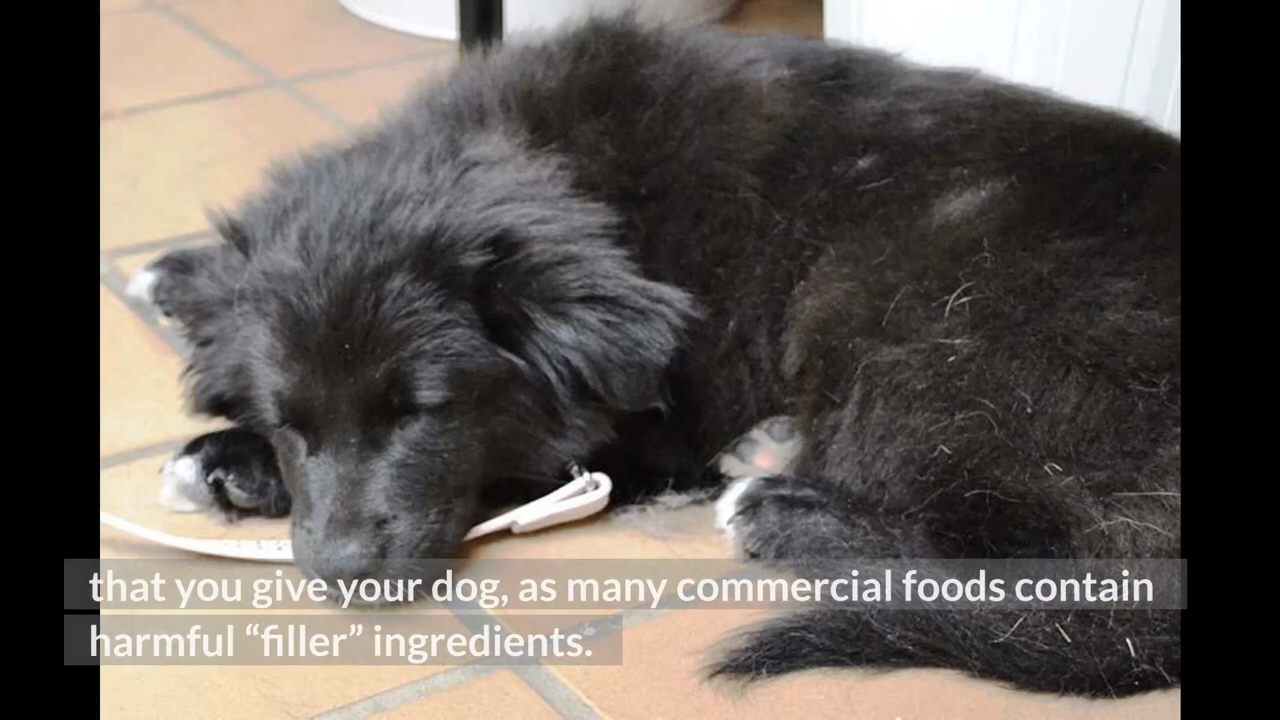 that you give your dog, as many commercial foods contain
harmful “filler” ingredients.